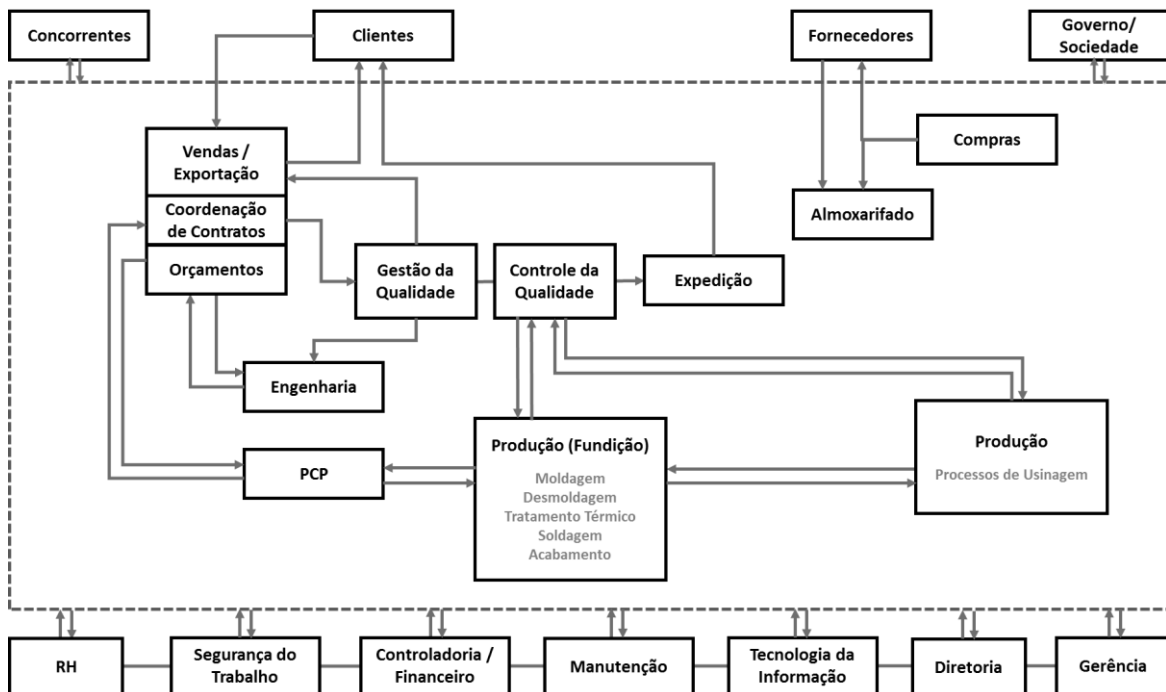 Concorrentes
Clientes
Fornecedores
Governo/
Sociedade
Compras
Vendas /
Exportação
Coordenação
de Contratos
Orçamentos
Almoxarifado
Gestão da
Qualidade
Controle da
Qualidade
Expedição
Engenharia
PCP
Produção (Fundição)
Moldagem
Desmoldagem
Tratamento Térmico
Soldagem
Acabamento
Produção
Processos de Usinagem
RH
Segurança do
Trabalho
Controladoria /
Financeiro
Manutenção
Tecnologia da
Informação
Diretoria
Gerência